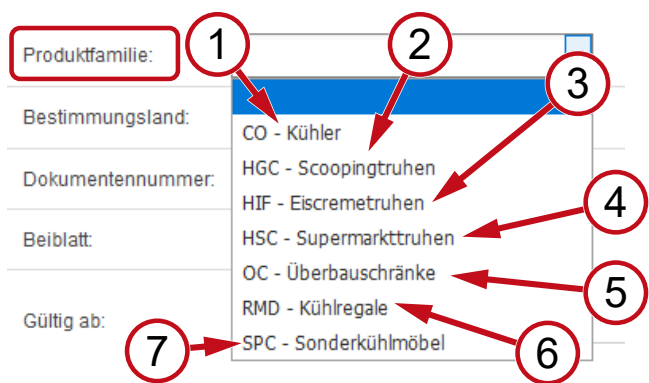 Produktfamilie:
1
2
3
Bestimmungsland:
CO - Kühler
Dokumentennummer:
HGC - Scoopingtruhen
HIF - Eiscremetruhen
4
Beiblatt:
HSC - Supermarkttruhen
OC - Überbauschränke
5
Gültig ab:
RMD - Kühlregale
7
SPC - Sonderkühlmöbel
6